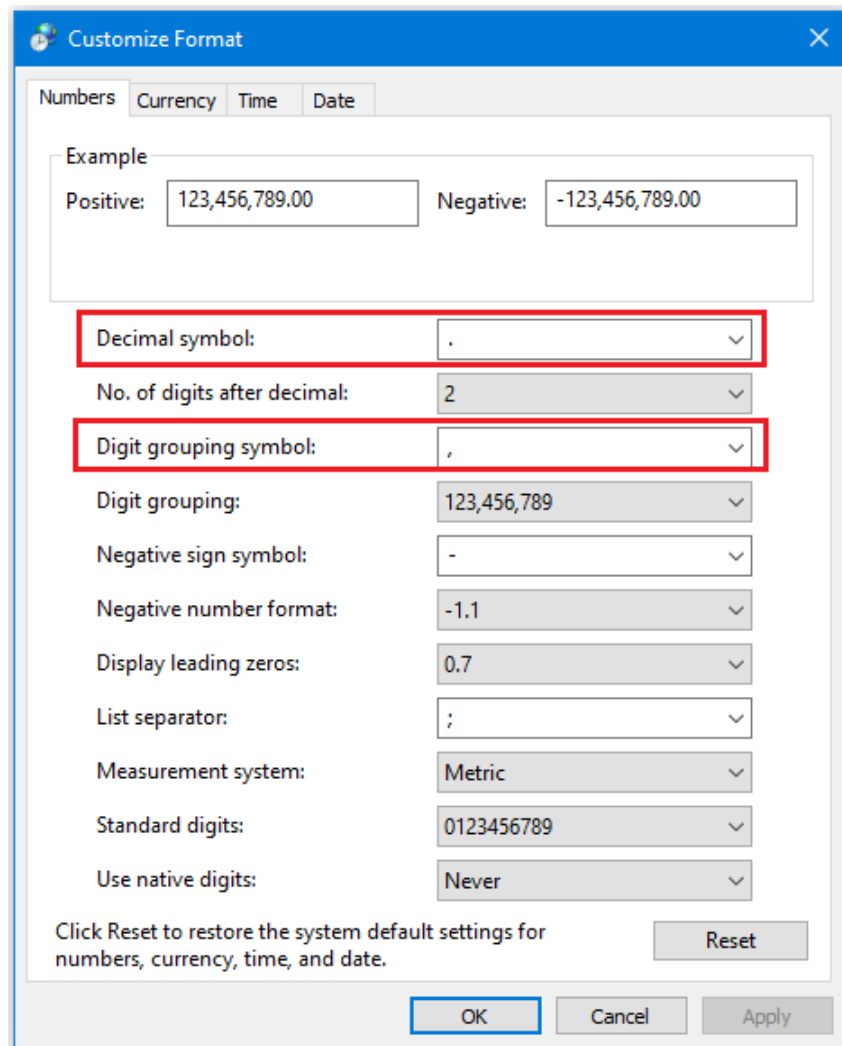 Customize Format
Numbers Currency Time Date
Example
Positive: 123,456,789.00 Negative: -123,456,789.00
Decimal symbol: .
No. of digits after decimal: 2
Digit grouping symbol: ,
Digit grouping: 123,456,789
Negative sign symbol: -
Negative number format: -1.1
Display leading zeros: 0.7
List separator: ;
Measurement system: Metric
Standard digits: 0123456789
Use native digits: Never
Click Reset to restore the system default settings for
numbers, currency, time, and date.
Reset
OK Cancel Apply